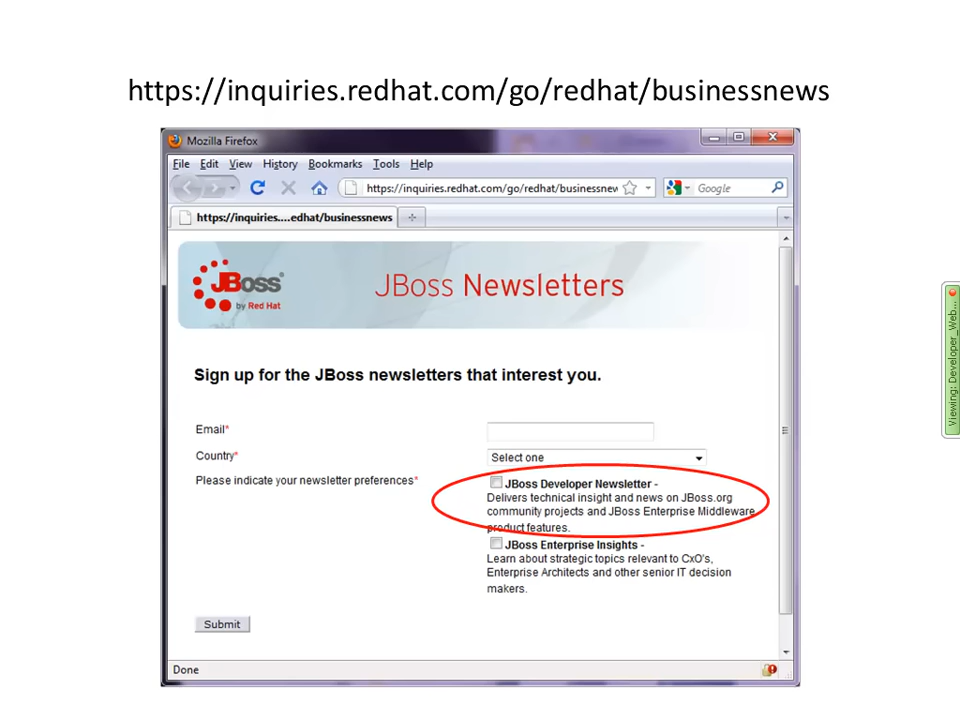 https://inquiries.redhat.com/go/redhat/businessnews
Mozilla Firefox
File Edit View History Bookmarks Tools Help
https://inquiries.redhat.com/go/redhat/businessnew
Google
https://inquiries....edhat/businessnews
JBoss
by Red Hat
JBoss Newsletters
Sign up for the JBoss newsletters that interest you.
Email*
Country*
Select one
Please indicate your newsletter preferences*
JBoss Developer Newsletter -
Delivers technical insight and news on JBoss.org
community projects and JBoss Enterprise Middleware
product features.
JBoss Enterprise Insights -
Learn about strategic topics relevant to CxO's,
Enterprise Architects and other senior IT decision
makers.
Submit
Done
Viewing: Developer_Web...